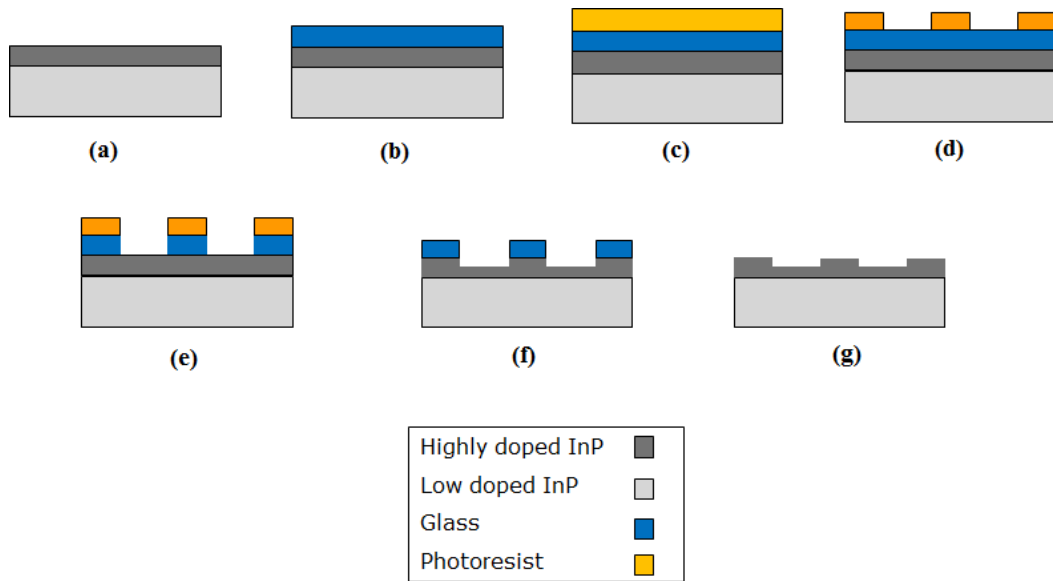 (a)
(b)
(c)
(d)
(e)
(f)
(g)
Highly doped InP
Low doped InP
Glass
Photoresist